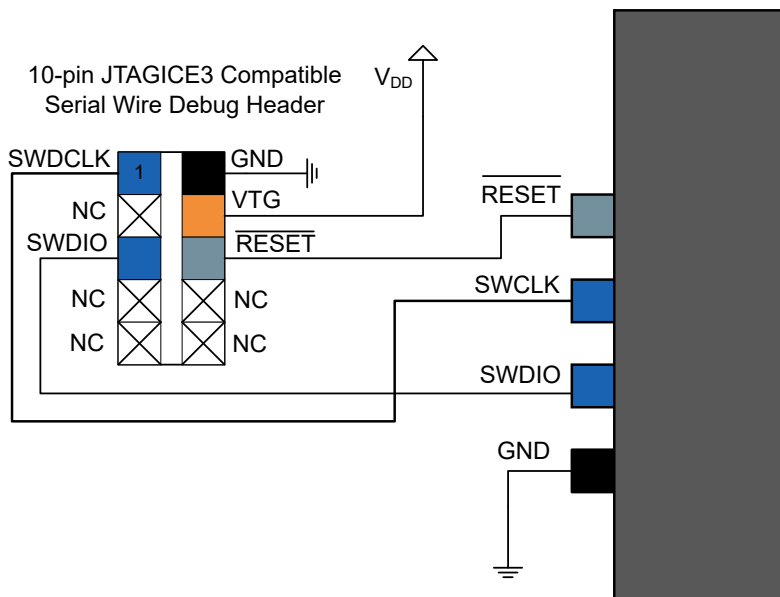 10-pin JTAGICE3 Compatible
Serial Wire Debug Header
VDD
SWDCLK
1
GND
NC
VTG
SWDIO
RESET
NC
NC
NC
NC
RESET
SWCLK
SWDIO
GND